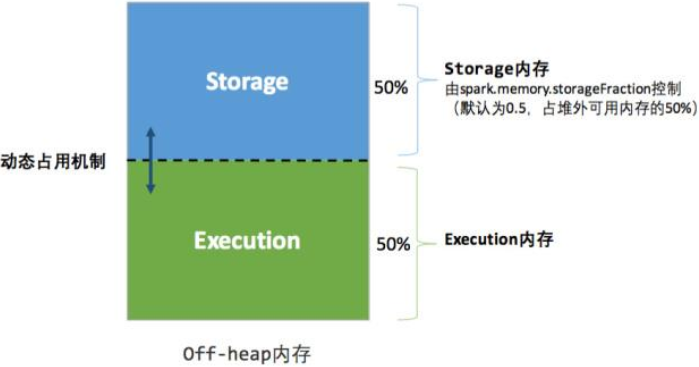 Storage
50%
Storage内存
由spark.memory.storageFraction控制
（默认为0.5，占堆外可用内存的50%）
动态占用机制
Execution
50%
Execution内存
Off-heap内存